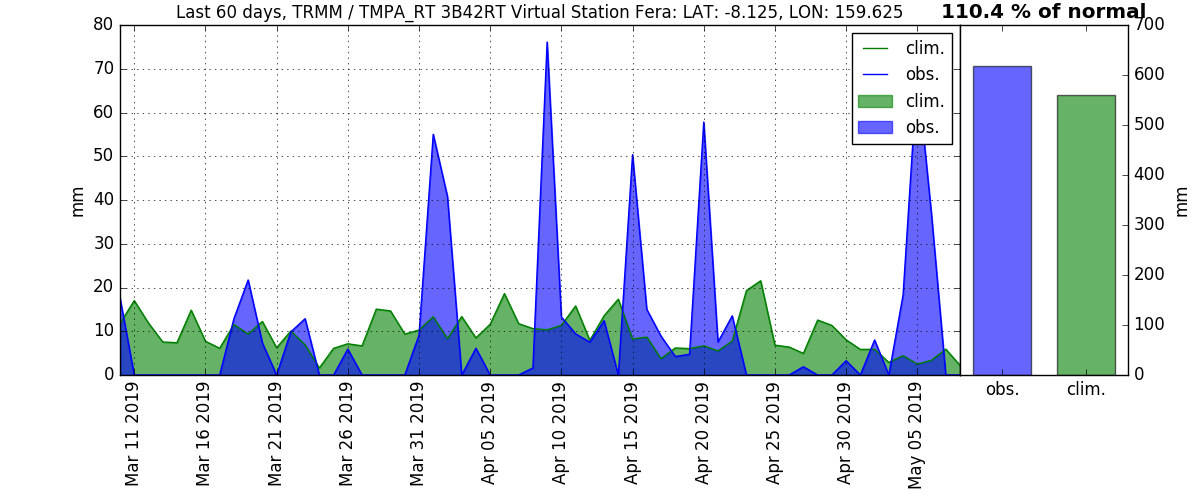 Last 60 days, TRMM / TMPA_RT 3B42RT Virtual Station Fera: LAT: -8.125, LON: 159.625
110.4 % of normal
80
70
60
50
40
30
20
10
0
mm
clim.
obs.
clim.
obs.
700
600
500
400
300
200
100
0
mm
Mar 11 2019
Mar 16 2019
Mar 21 2019
Mar 26 2019
Mar 31 2019
Apr 05 2019
Apr 10 2019
Apr 15 2019
Apr 20 2019
Apr 25 2019
Apr 30 2019
May 05 2019
obs.
clim.